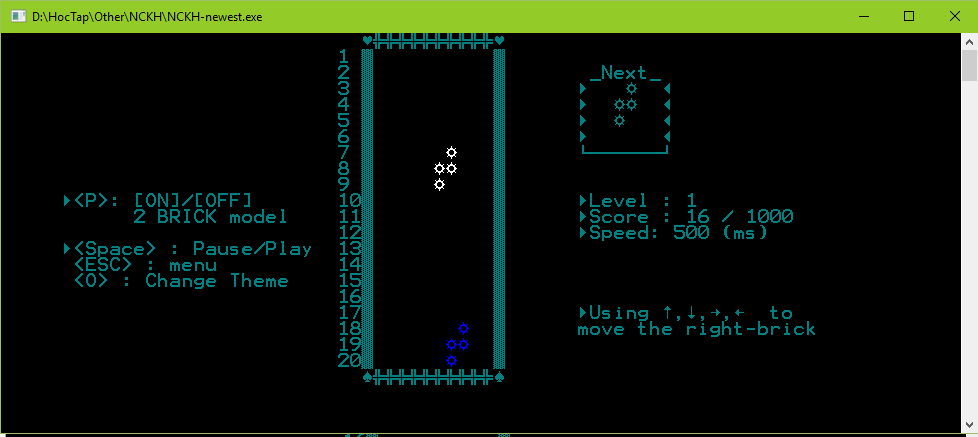 D:\HocTap\Other\NCKH\NCKH-newest.exe
1
2
3
4
5
6
7
8
9
10
11
12
13
14
15
16
17
18
19
20
_Next_
<P>: [ON]/[OFF]
2 BRICK model
<Space> : Pause/Play
<ESC> : menu
<O> : Change Theme
Level : 1
Score : 16 / 1000
Speed: 500 (ms)
Using ↑,↓,→,← to
move the right-brick